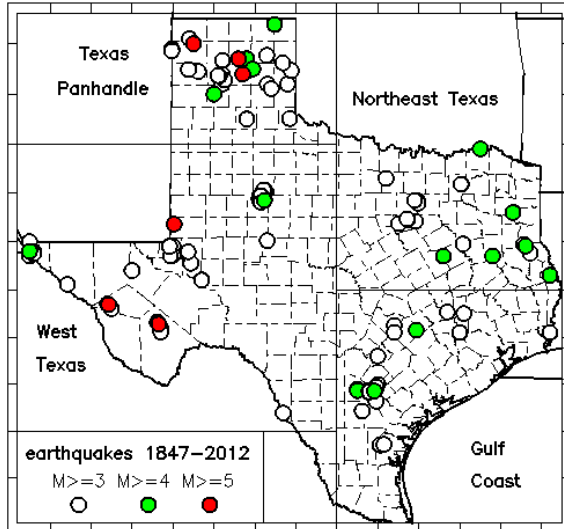 Texas
Panhandle
Northeast Texas
West
Texas
Gulf
Coast
earthquakes 1847-2012
M>=3 M>=4 M>=5